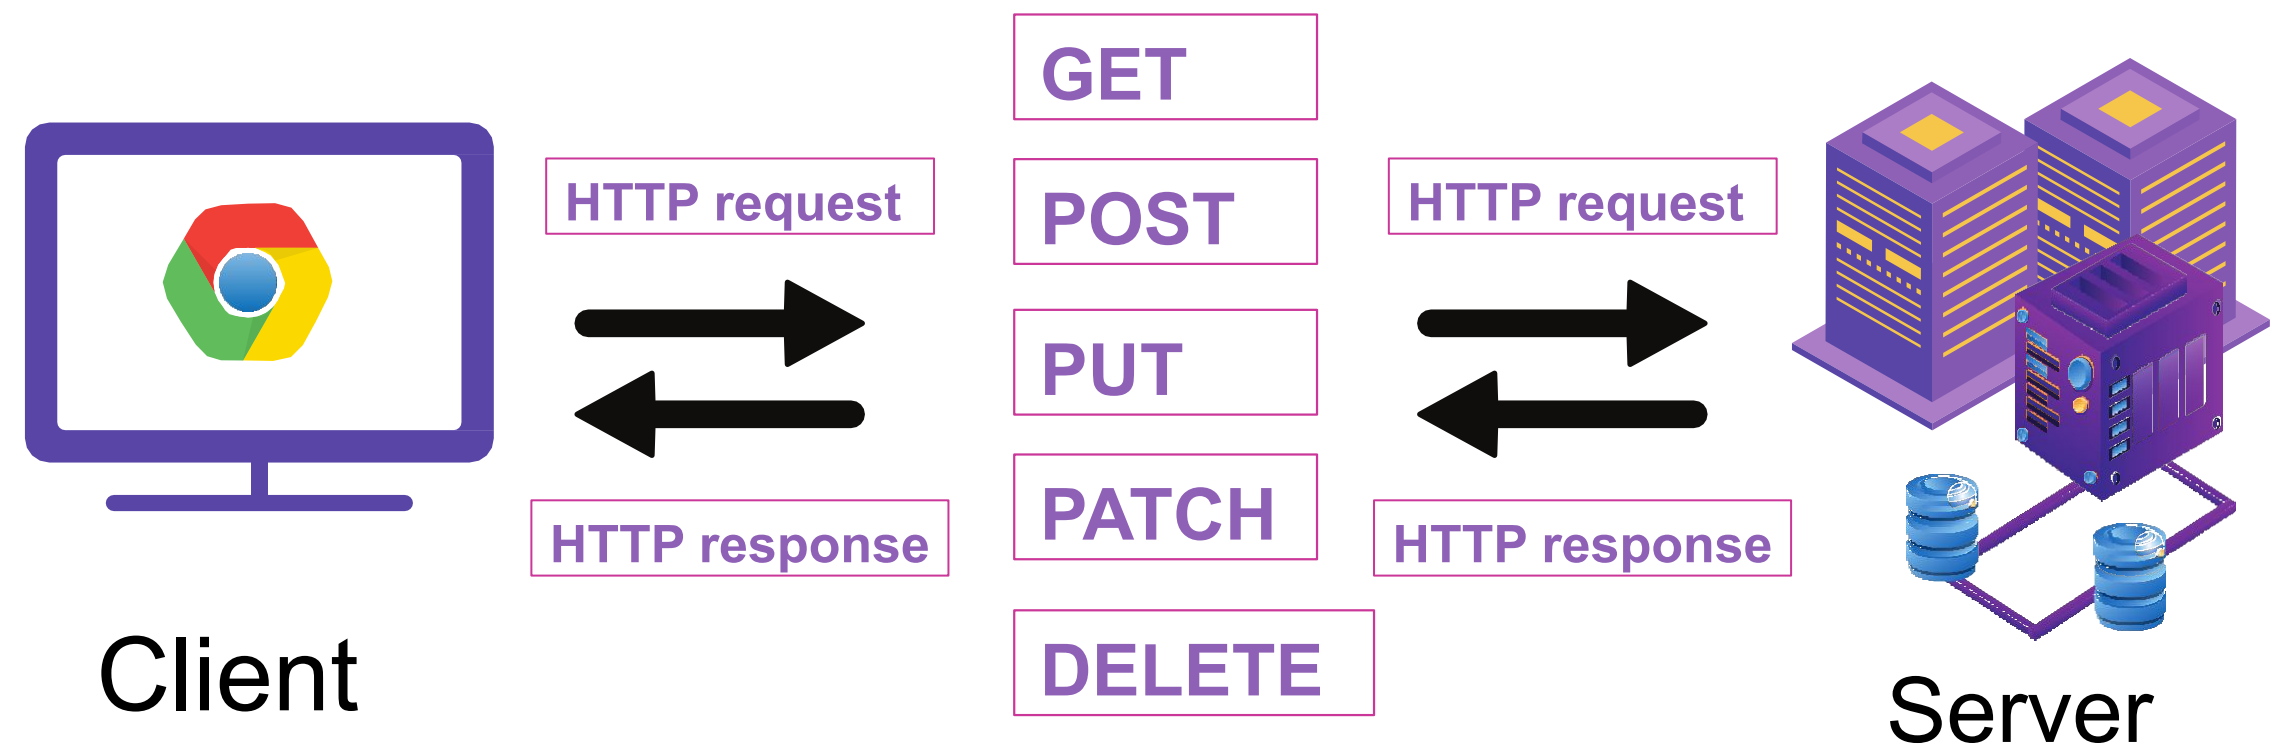 GET
HTTP request
POST
HTTP request
PUT
PATCH
HTTP response
HTTP response
DELETE
Client
Server